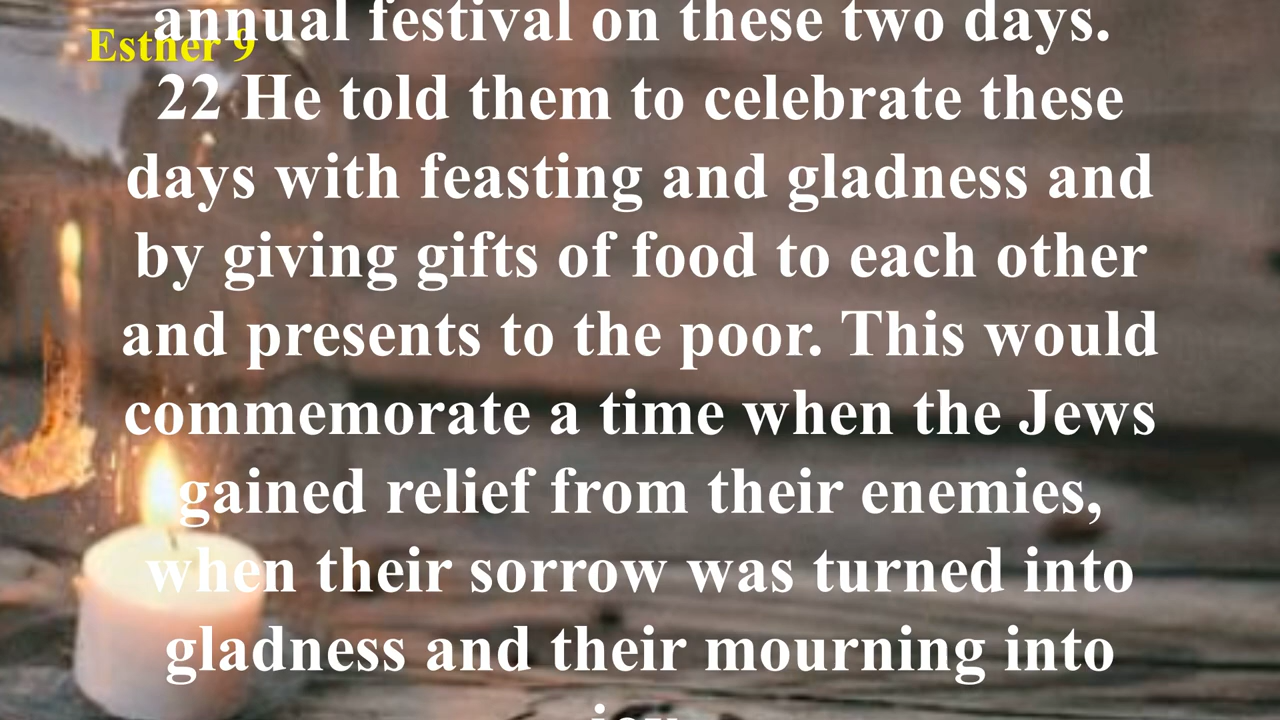 annual festival on these two days.
Esther 9
22 He told them to celebrate these
days with feasting and gladness and
by giving gifts of food to each other
and presents to the poor. This would
commemorate a time when the Jews
gained relief from their enemies,
when their sorrow was turned into
gladness and their mourning into
joy